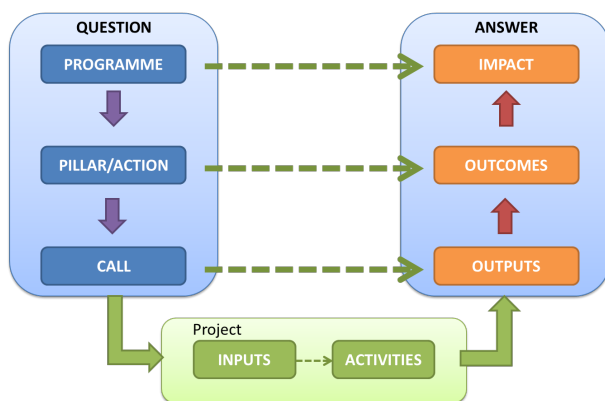 QUESTION
PROGRAMME
PILLAR/ACTION
CALL
ANSWER
IMPACT
OUTCOMES
OUTPUTS
Project
INPUTS
ACTIVITIES